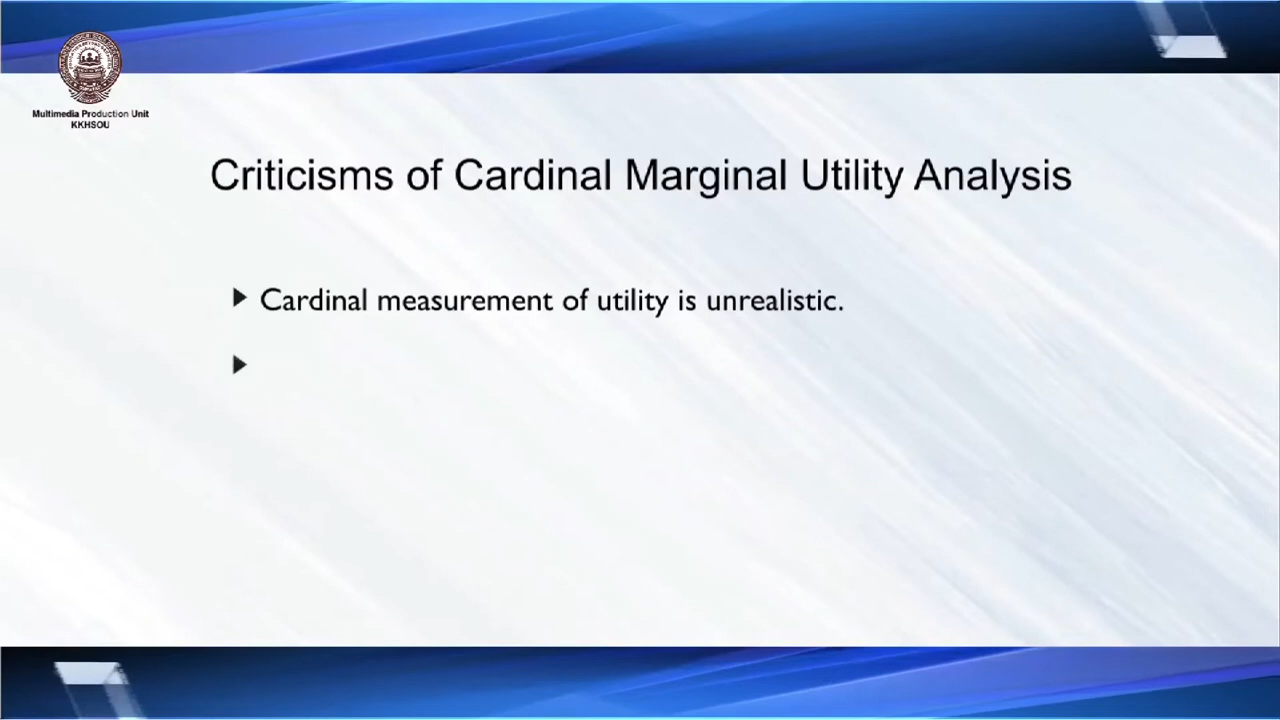 Multimedia Production Unit
KKHSOU
Criticisms of Cardinal Marginal Utility Analysis
Cardinal measurement of utility is unrealistic.